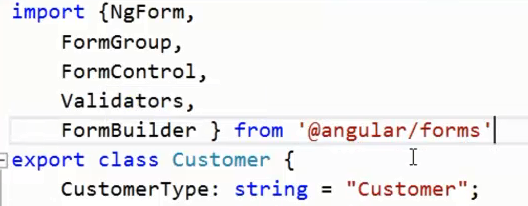 import {NgForm,
FormGroup,
FormControl,
Validators,
FormBuilder } from '@angular/forms'
export class Customer {
CustomerType: string = "Customer";